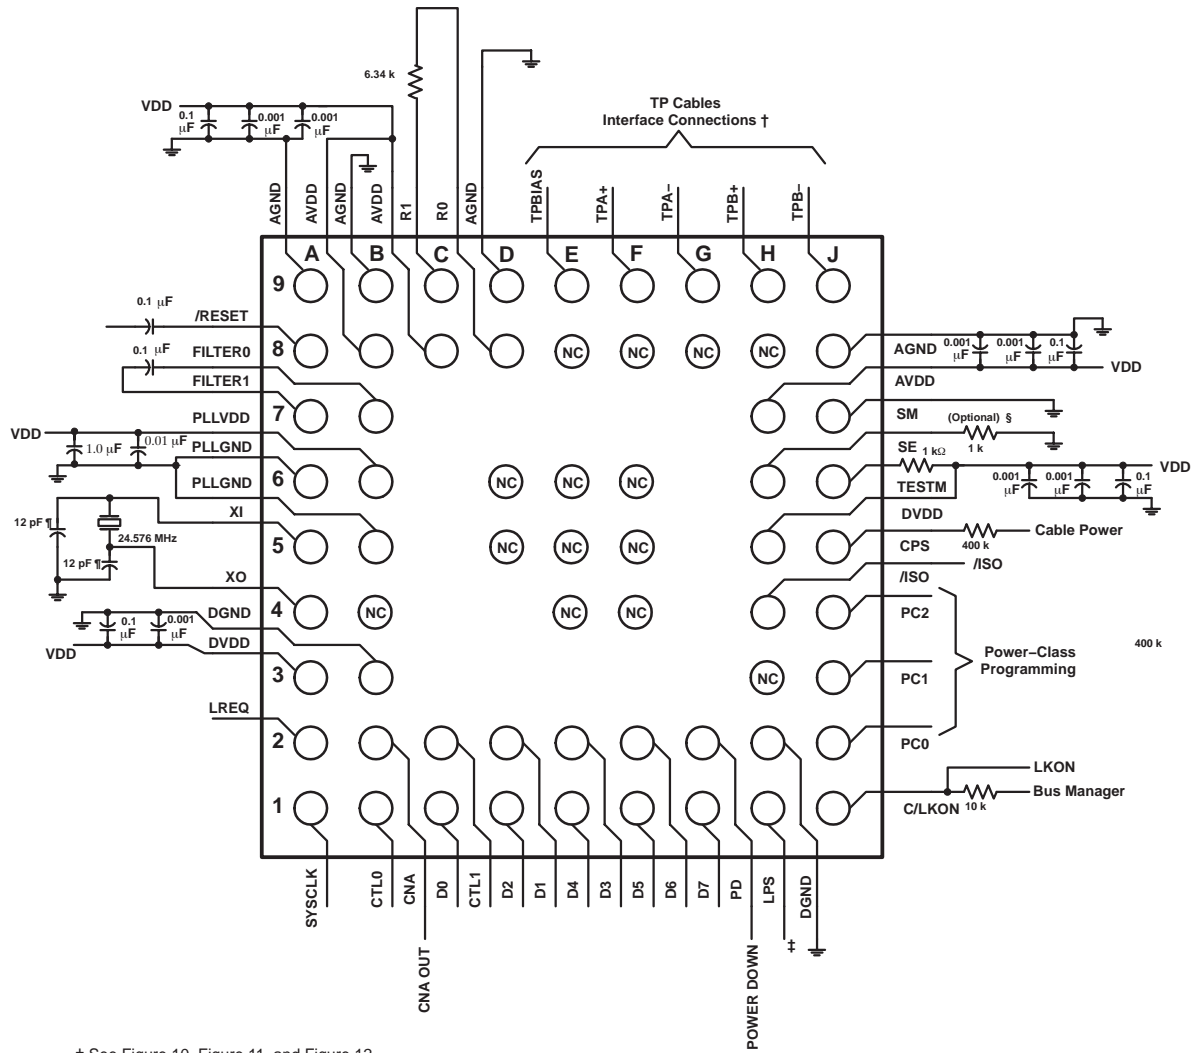 6.34 k
TP Cables
Interface Connections †
VDD
0.1
µF
0.001
µF
0.001
µF
AGND
AVDD
AGND
AVDD
R1
R0
AGND
TPBIAS
TPA+
TPA−
TPB+
TPB−
A B C D E F G H J
9
0.1 µF
/RESET
8
NC NC NC NC
AGND
0.001
µF
0.001
µF
0.1
µF
VDD
0.1 µF
FILTER0
FILTER1
7
AVDD
SM
PLLVDD
VDD
1.0 µF
0.01 µF
PLLGND
PLLGND
6
NC NC NC
(Optional) §
1 k
SE
1 kΩ
TESTM
VDD
0.001
µF
0.001
µF
0.1
µF
XI
12 pF ¶
24.576 MHz
12 pF ¶
XO
5
NC NC NC
DVDD
CPS
400 k
Cable Power
/ISO
/ISO
4
NC NC NC
DGND
0.1
µF
0.001
µF
DVDD
VDD
PC2
Power−Class
Programming
400 k
3
NC
PC1
LREQ
2
PC0
1
LKON
Bus Manager
C/LKON
10 k
SYSCLK
CTL0
CNA
D0
CTL1
D2
D1
D4
D3
D5
D6
D7
PD
LPS
DGND
CNA OUT
POWER DOWN
‡
† See Figure 10, Figure 11, and Figure 12